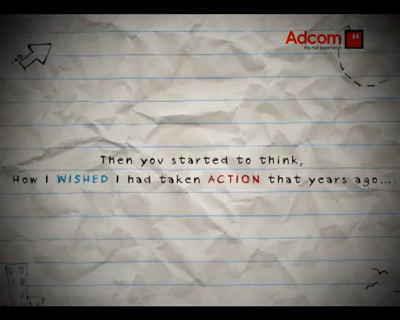 Adcom
Then you started to think,
How I WISHED I had taken ACTION that years ago...